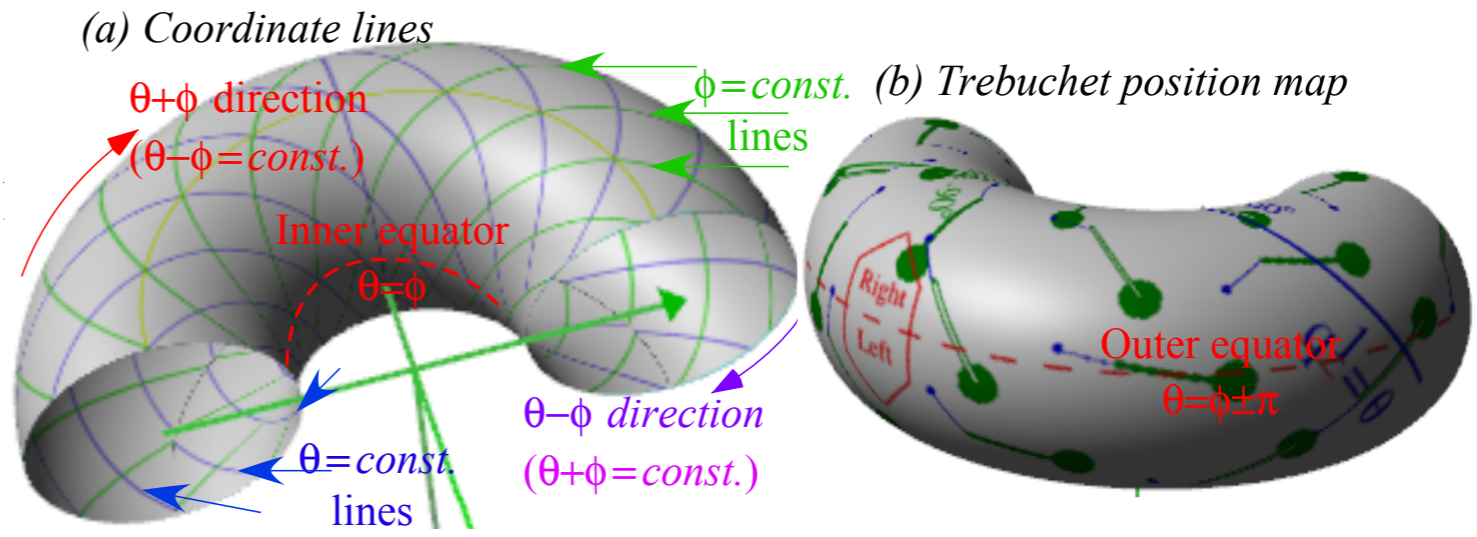 (a) Coordinate lines
θ+ϕ direction
(θ−ϕ=const.)
ϕ=const.
lines
Inner equator
θ=ϕ
θ−ϕ direction
(θ+ϕ=const.)
θ=const.
lines
(b) Trebuchet position map
Right
Left
Outer equator
θ=ϕ±π